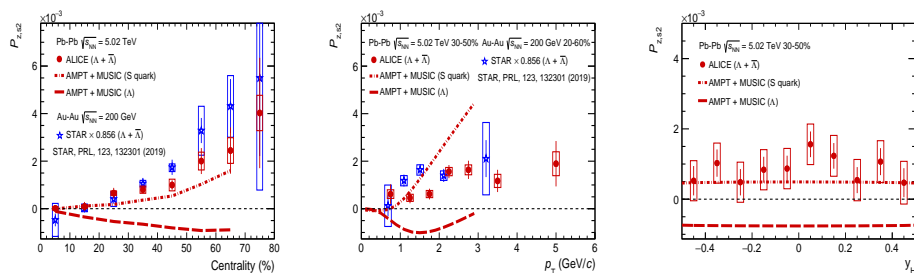 P_{z,s2}
×10⁻³
Pb-Pb √s_NN = 5.02 TeV
ALICE (Λ + Λ̅)
AMPT + MUSIC (S quark)
AMPT + MUSIC (Λ)
Au-Au √s_NN = 200 GeV
STAR × 0.856 (Λ + Λ̅)
STAR, PRL, 123, 132301 (2019)
6
4
2
0
0 10 20 30 40 50 60 70 80
Centrality (%)
P_{z,s2}
×10⁻³
Pb-Pb √s_NN = 5.02 TeV 30-50% Au-Au √s_NN = 200 GeV 20-60%
ALICE (Λ + Λ̅) STAR × 0.856 (Λ + Λ̅)
AMPT + MUSIC (S quark) STAR, PRL, 123, 132301 (2019)
AMPT + MUSIC (Λ)
6
4
2
0
0 1 2 3 4 5 6
p_T (GeV/c)
P_{z,s2}
×10⁻³
Pb-Pb √s_NN = 5.02 TeV 30-50%
ALICE (Λ + Λ̅)
AMPT + MUSIC (S quark)
AMPT + MUSIC (Λ)
4
2
0
−0.4 −0.2 0 0.2 0.4